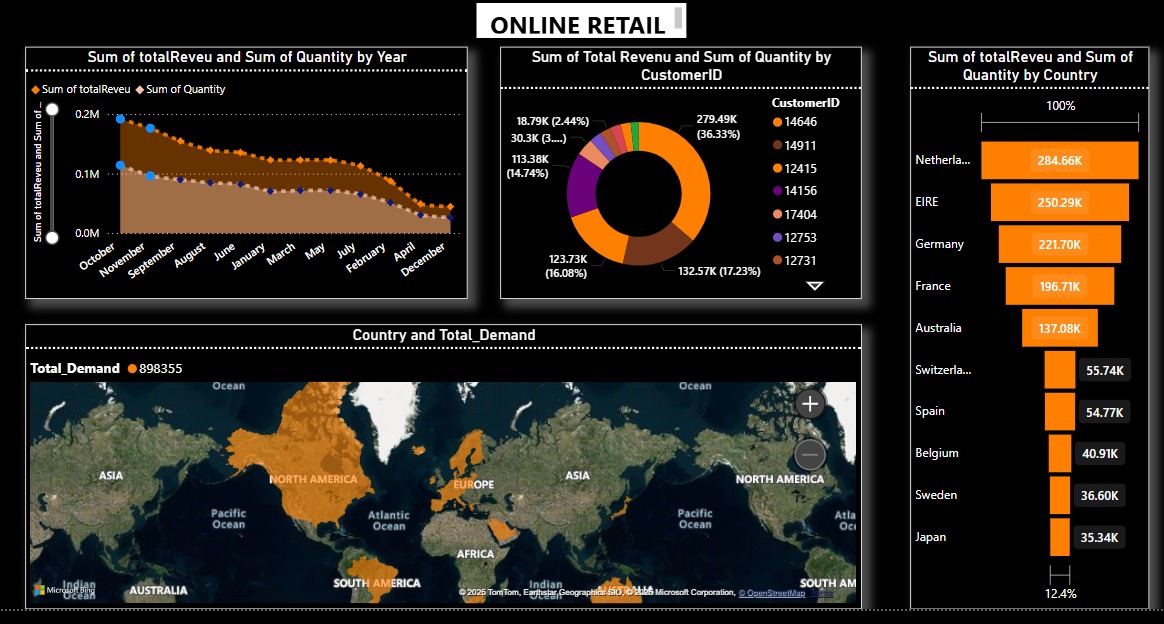 ONLINE RETAIL
Sum of totalReveu and Sum of Quantity by Year
Sum of totalReveu
Sum of Quantity
Sum of totalReveu and Sum of ...
0.2M
0.1M
0.0M
October
November
September
August
June
January
March
May
July
February
April
December
Sum of Total Revenu and Sum of Quantity by
CustomerID
18.79K (2.44%)
30.3K (3....)
113.38K
(14.74%)
123.73K
(16.08%)
279.49K
(36.33%)
132.57K (17.23%)
CustomerID
14646
14911
12415
14156
17404
12753
12731
Sum of totalReveu and Sum of
Quantity by Country
100%
Netherla... 284.66K
EIRE 250.29K
Germany 221.70K
France 196.71K
Australia 137.08K
Switzerla... 55.74K
Spain 54.77K
Belgium 40.91K
Sweden 36.60K
Japan 35.34K
12.4%
Country and Total_Demand
Total_Demand 898355
Ocean
Ocean
ASIA
NORTH AMERICA
EUROPE
ASIA
NORTH AMERICA
Pacific
Ocean
Atlantic
Ocean
Pacific
Ocean
Atla
Oce
AFRICA
SOUTH AMERICA
SOUTH AM
Indian
Ocean
AUSTRALIA
Indian
Ocean
Microsoft Bing
© 2025 TomTom, Earthstar Geographics SIO, © 2025 Microsoft Corporation, © OpenStreetMap Terms